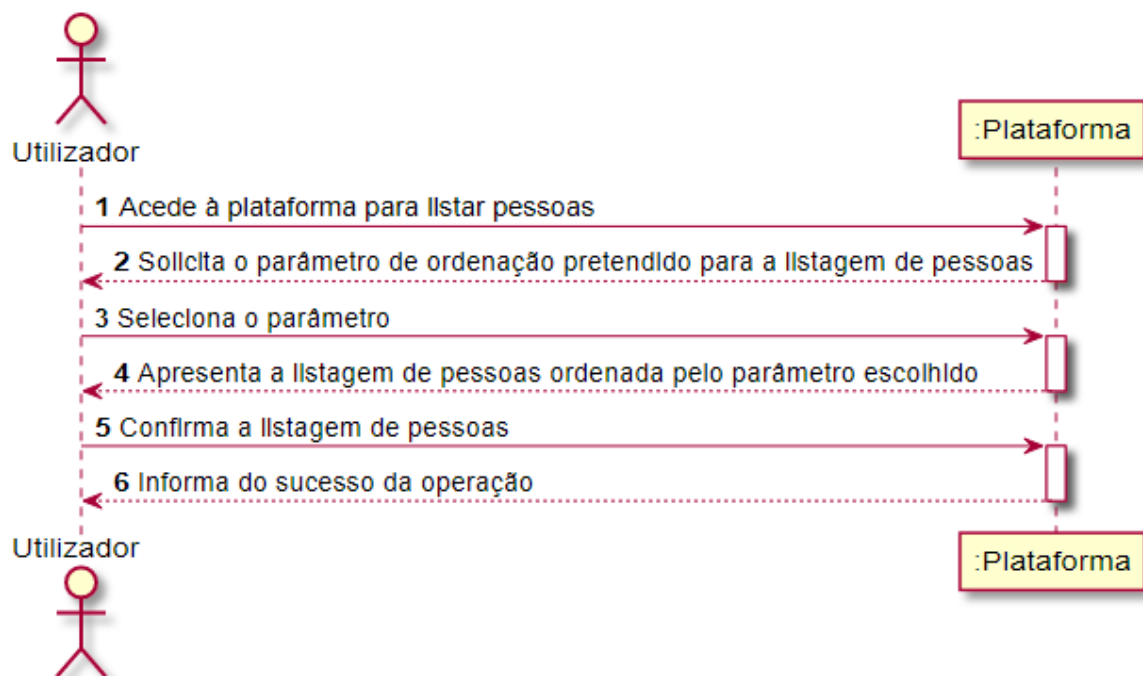 Utilizador
:Plataforma
1 Acede à plataforma para listar pessoas
2 Solicita o parâmetro de ordenação pretendido para a listagem de pessoas
3 Seleciona o parâmetro
4 Apresenta a listagem de pessoas ordenada pelo parâmetro escolhido
5 Confirma a listagem de pessoas
6 Informa do sucesso da operação
Utilizador
:Plataforma